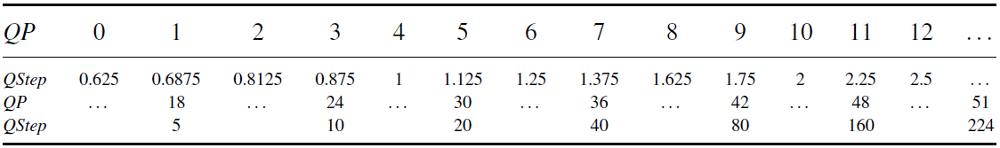 QP 0 1 2 3 4 5 6 7 8 9 10 11 12 ...
QStep 0.625 0.6875 0.8125 0.875 1 1.125 1.25 1.375 1.625 1.75 2 2.25 2.5 ...
QP ... 18 ... 24 ... 30 ... 36 ... 42 ... 48 ... 51
QStep 5 10 20 40 80 160 224